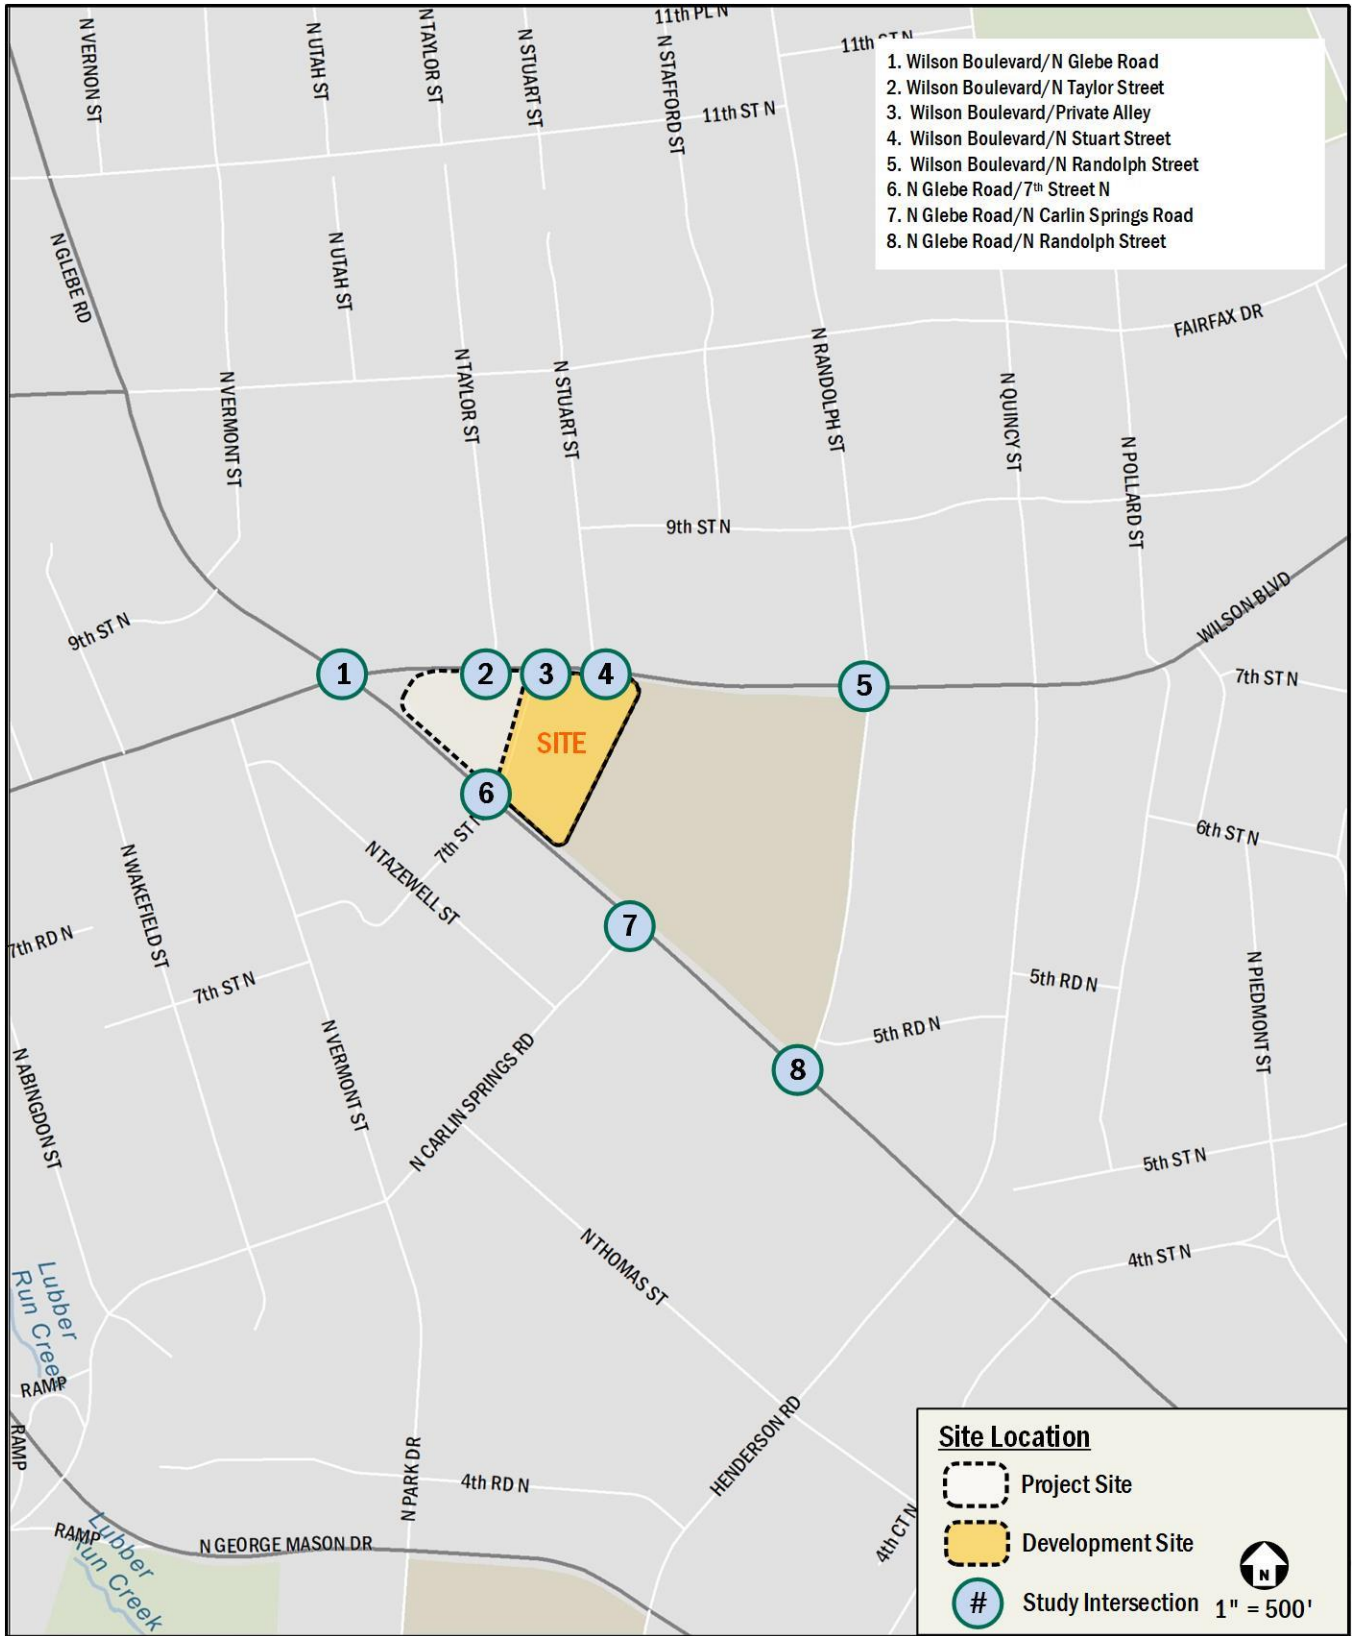 11th PL N
N VERNON ST
N UTAH ST
N TAYLOR ST
N STUART ST
N STAFFORD ST
11th ST N
11th ST N
1. Wilson Boulevard/N Glebe Road
2. Wilson Boulevard/N Taylor Street
3. Wilson Boulevard/Private Alley
4. Wilson Boulevard/N Stuart Street
5. Wilson Boulevard/N Randolph Street
6. N Glebe Road/7th Street N
7. N Glebe Road/N Carlin Springs Road
8. N Glebe Road/N Randolph Street
N GLEBE RD
N UTAH ST
FAIRFAX DR
N VERMONT ST
N TAYLOR ST
N STUART ST
N RANDOLPH ST
N QUINCY ST
N POLLARD ST
9th ST N
9th ST N
WILSON BLVD
7th ST N
1
2
3
4
5
SITE
6
7th ST N
6th ST N
N TAZEWELL ST
N WAKEFIELD ST
7
7th RD N
7th ST N
5th RD N
N PIEDMONT ST
5th RD N
N ABINGDON ST
N VERMONT ST
N CARLIN SPRINGS RD
8
5th ST N
4th ST N
N THOMAS ST
Lubber
Run Creek
RAMP
RAMP
N PARK DR
4th RD N
HENDERSON RD
4th CT N
RAMP
Lubber
Run Creek
N GEORGE MASON DR
Site Location
Project Site
Development Site
# Study Intersection
N
1" = 500'